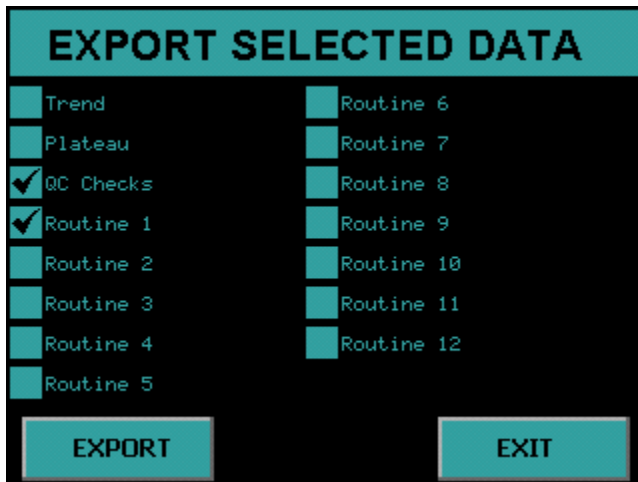 EXPORT SELECTED DATA
Trend
Plateau
QC Checks
Routine 1
Routine 2
Routine 3
Routine 4
Routine 5
Routine 6
Routine 7
Routine 8
Routine 9
Routine 10
Routine 11
Routine 12
EXPORT
EXIT